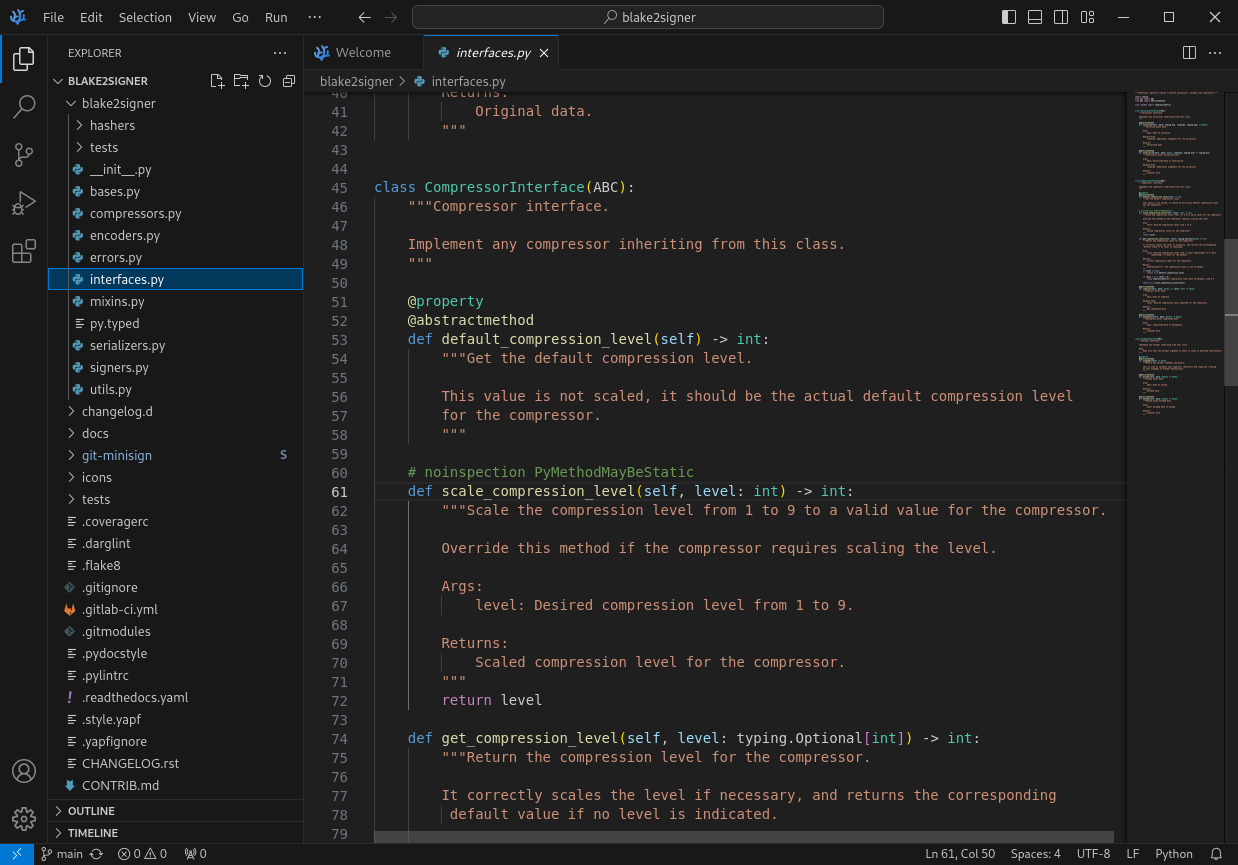 File Edit Selection View Go Run ···
blake2signer
EXPLORER
BLAKE2SIGNER
blake2signer
hashers
tests
__init__.py
bases.py
compressors.py
encoders.py
errors.py
interfaces.py
mixins.py
py.typed
serializers.py
signers.py
utils.py
changelog.d
docs
git-minisign S
icons
tests
.coveragerc
.darglint
.flake8
.gitignore
.gitlab-ci.yml
.gitmodules
.pydocstyle
.pylintrc
! .readthedocs.yaml
.style.yapf
.yapfignore
CHANGELOG.rst
CONTRIB.md
OUTLINE
TIMELINE
Welcome
interfaces.py
blake2signer > interfaces.py
40 Returns:
41 Original data.
42 """
43
44
45 class CompressorInterface(ABC):
46 """Compressor interface.
47
48 Implement any compressor inheriting from this class.
49 """
50
51 @property
52 @abstractmethod
53 def default_compression_level(self) -> int:
54 """Get the default compression level.
55
56 This value is not scaled, it should be the actual default compression level
57 for the compressor.
58 """
59
60 # noinspection PyMethodMayBeStatic
61 def scale_compression_level(self, level: int) -> int:
62 """Scale the compression level from 1 to 9 to a valid value for the compressor.
63
64 Override this method if the compressor requires scaling the level.
65
66 Args:
67 level: Desired compression level from 1 to 9.
68
69 Returns:
70 Scaled compression level for the compressor.
71 """
72 return level
73
74 def get_compression_level(self, level: typing.Optional[int]) -> int:
75 """Return the compression level for the compressor.
76
77 It correctly scales the level if necessary, and returns the corresponding
78 default value if no level is indicated.
79
main
0 0
0
Ln 61, Col 50
Spaces: 4
UTF-8
LF
Python